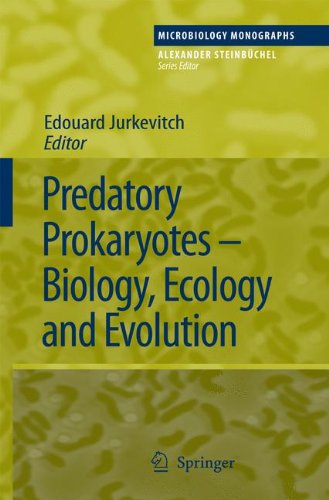 MICROBIOLOGY MONOGRAPHS
ALEXANDER STEINBÜCHEL
Series Editor
Edouard Jurkevitch
Editor
Predatory
Prokaryotes –
Biology, Ecology
and Evolution
Springer